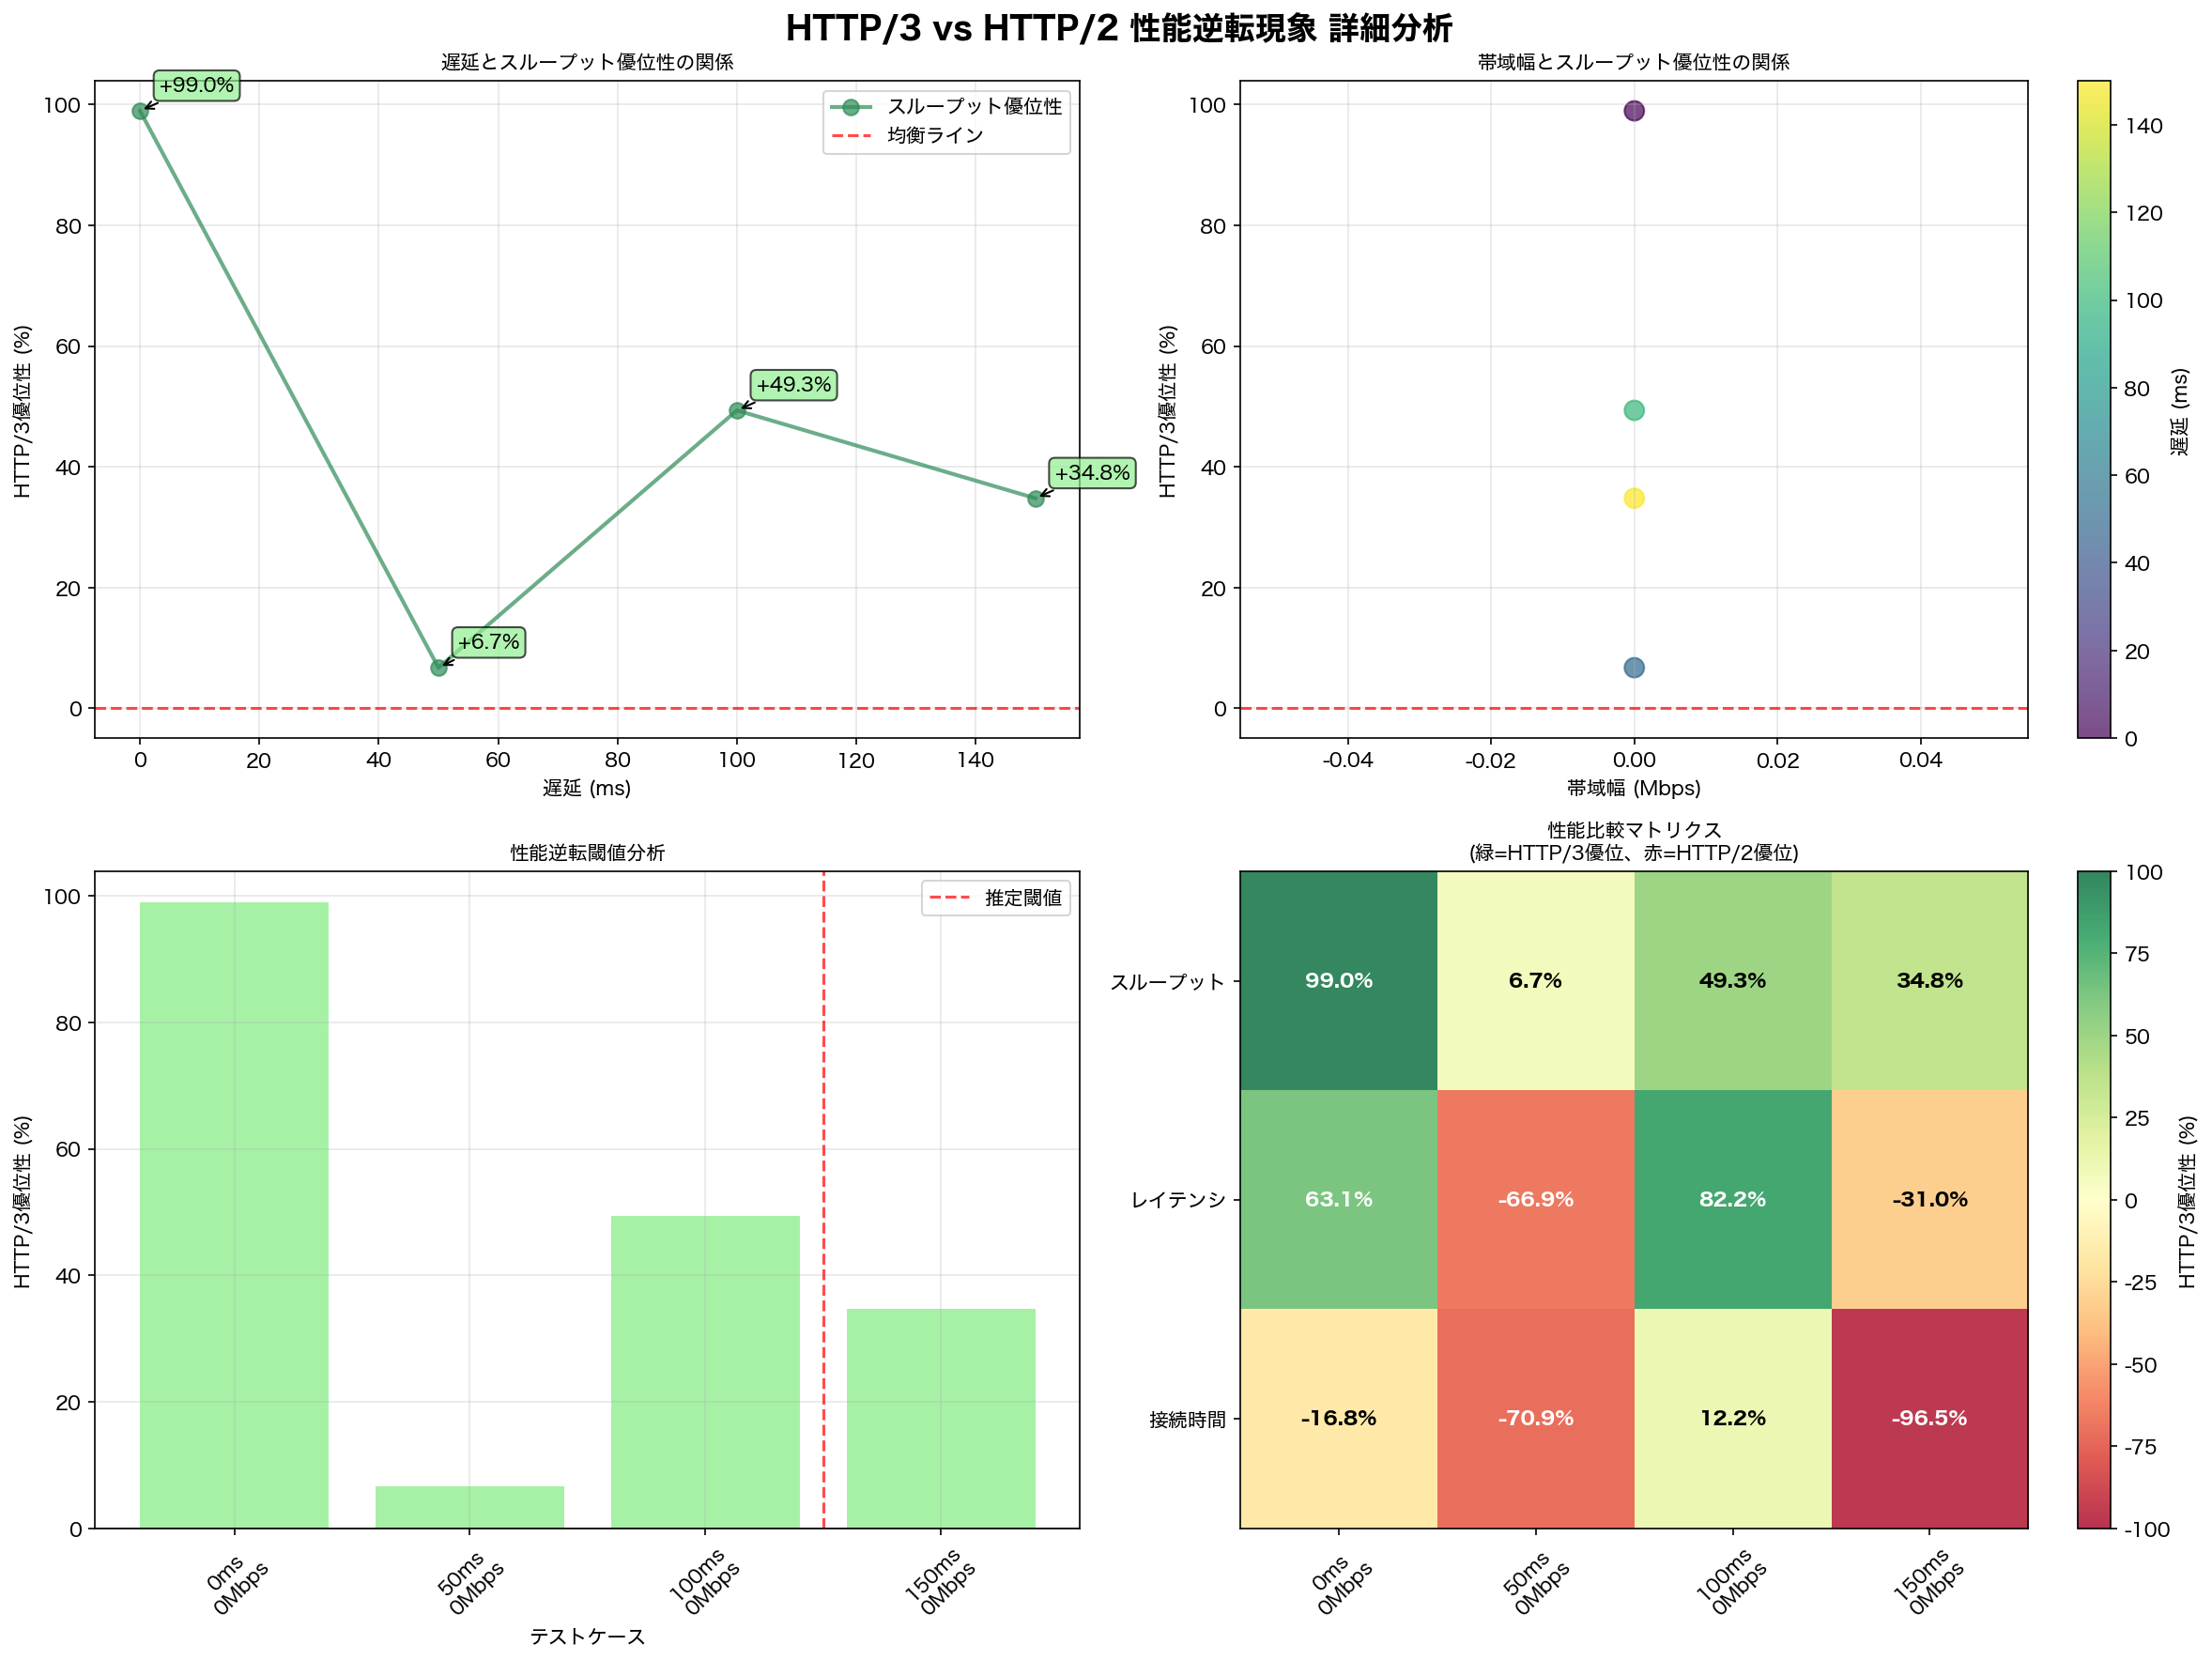 HTTP/3 vs HTTP/2 性能逆転現象 詳細分析
遅延とスループット優位性の関係
+99.0%
+6.7%
+49.3%
+34.8%
スループット優位性
均衡ライン
HTTP/3優位性 (%)
100
80
60
40
20
0
0 20 40 60 80 100 120 140
遅延 (ms)
帯域幅とスループット優位性の関係
HTTP/3優位性 (%)
100
80
60
40
20
0
-0.04 -0.02 0.00 0.02 0.04
帯域幅 (Mbps)
140
120
100
80
60
40
20
0
遅延 (ms)
性能逆転閾値分析
推定閾値
HTTP/3優位性 (%)
100
80
60
40
20
0
0ms
0Mbps
50ms
0Mbps
100ms
0Mbps
150ms
0Mbps
テストケース
性能比較マトリクス
(緑=HTTP/3優位、赤=HTTP/2優位)
スループット 99.0% 6.7% 49.3% 34.8%
レイテンシ 63.1% -66.9% 82.2% -31.0%
接続時間 -16.8% -70.9% 12.2% -96.5%
0ms
0Mbps
50ms
0Mbps
100ms
0Mbps
150ms
0Mbps
100
75
50
25
0
-25
-50
-75
-100
HTTP/3優位性 (%)